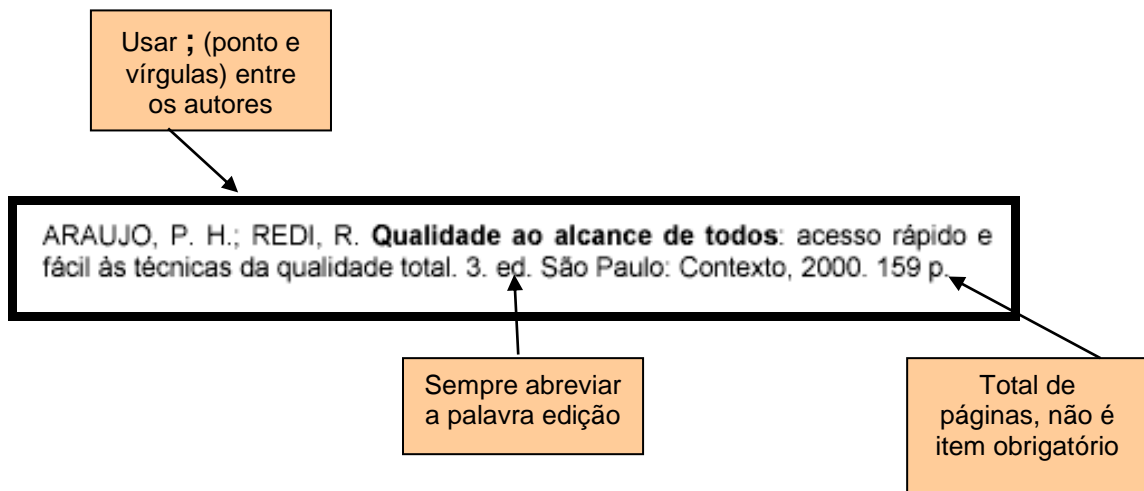 Usar ; (ponto e
vírgulas) entre
os autores
ARAUJO, P. H.; REDI, R. Qualidade ao alcance de todos: acesso rápido e
fácil às técnicas da qualidade total. 3. ed. São Paulo: Contexto, 2000. 159 p.
Sempre abreviar
a palavra edição
Total de
páginas, não é
item obrigatório